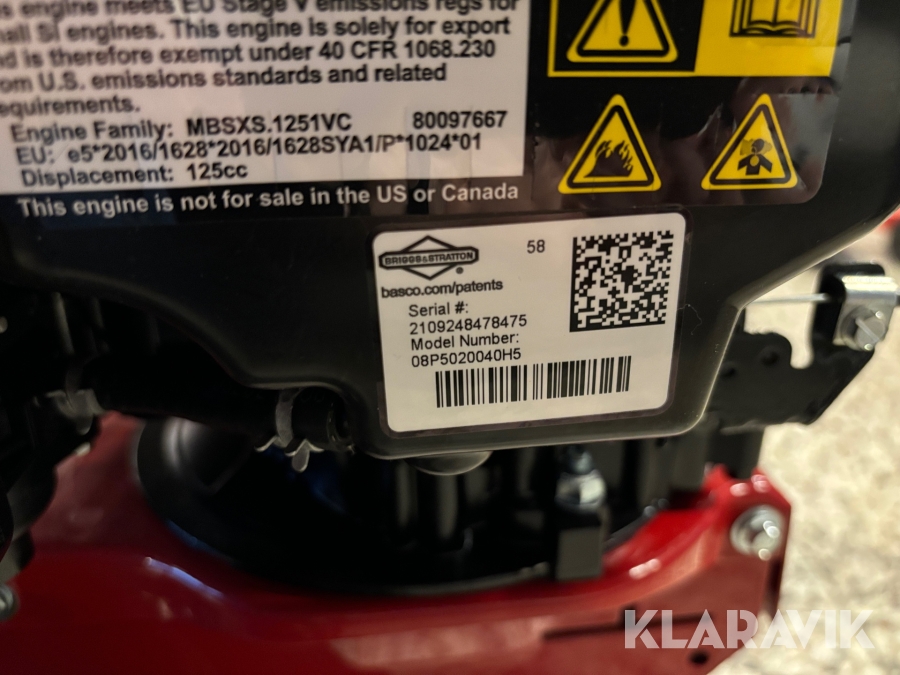 s engine meets EU Stage V emissions regs for
all SI engines. This engine is solely for export
d is therefore exempt under 40 CFR 1068.230
om U.S. emissions standards and related
equirements.
Engine Family: MBSXS.1251VC 80097667
EU: e5*2016/1628*2016/1628SYA1/P*1024*01
Displacement: 125cc
This engine is not for sale in the US or Canada
BRIGGS&STRATTON ® 58
basco.com/patents
Serial #:
2109248478475
Model Number:
08P5020040H5
KLARAVIK